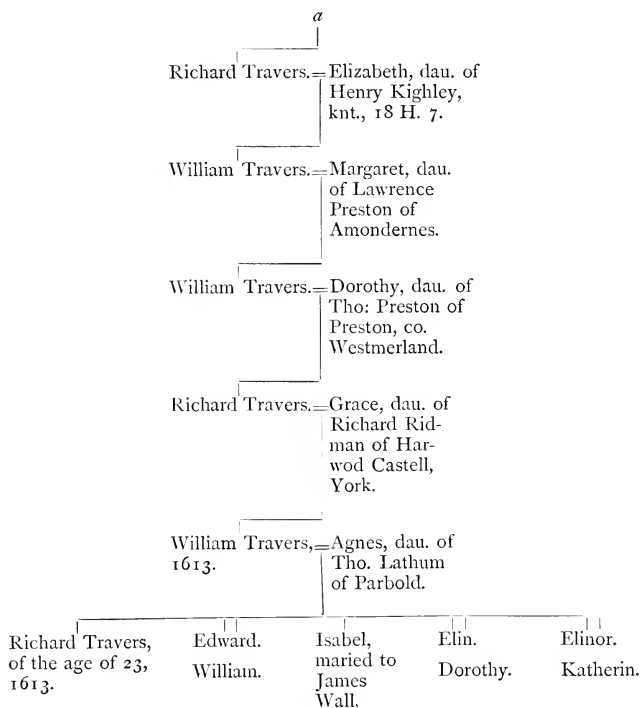 a
Richard Travers.=Elizabeth, dau. of
Henry Kighley,
knt., 18 H. 7.
William Travers.=Margaret, dau.
of Lawrence
Preston of
Amondernes.
William Travers.=Dorothy, dau. of
Tho: Preston of
Preston, co.
Westmerland.
Richard Travers.=Grace, dau. of
Richard Rid-
man of Har-
wod Castell,
York.
William Travers,=Agnes, dau. of
1613.
Tho. Lathum
of Parbold.
Richard Travers,
of the age of 23,
1613.
Edward.
William.
Isabel,
maried to
James
Wall.
Elin.
Dorothy.
Elinor.
Katherin.